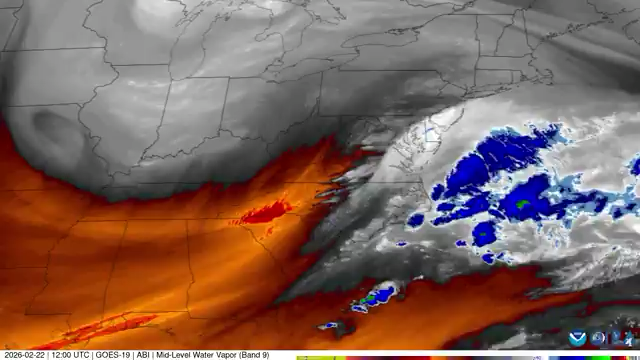 2026-02-22 | 12:00 UTC | GOES-19 | ABI | Mid-Level Water Vapor (Band 9)